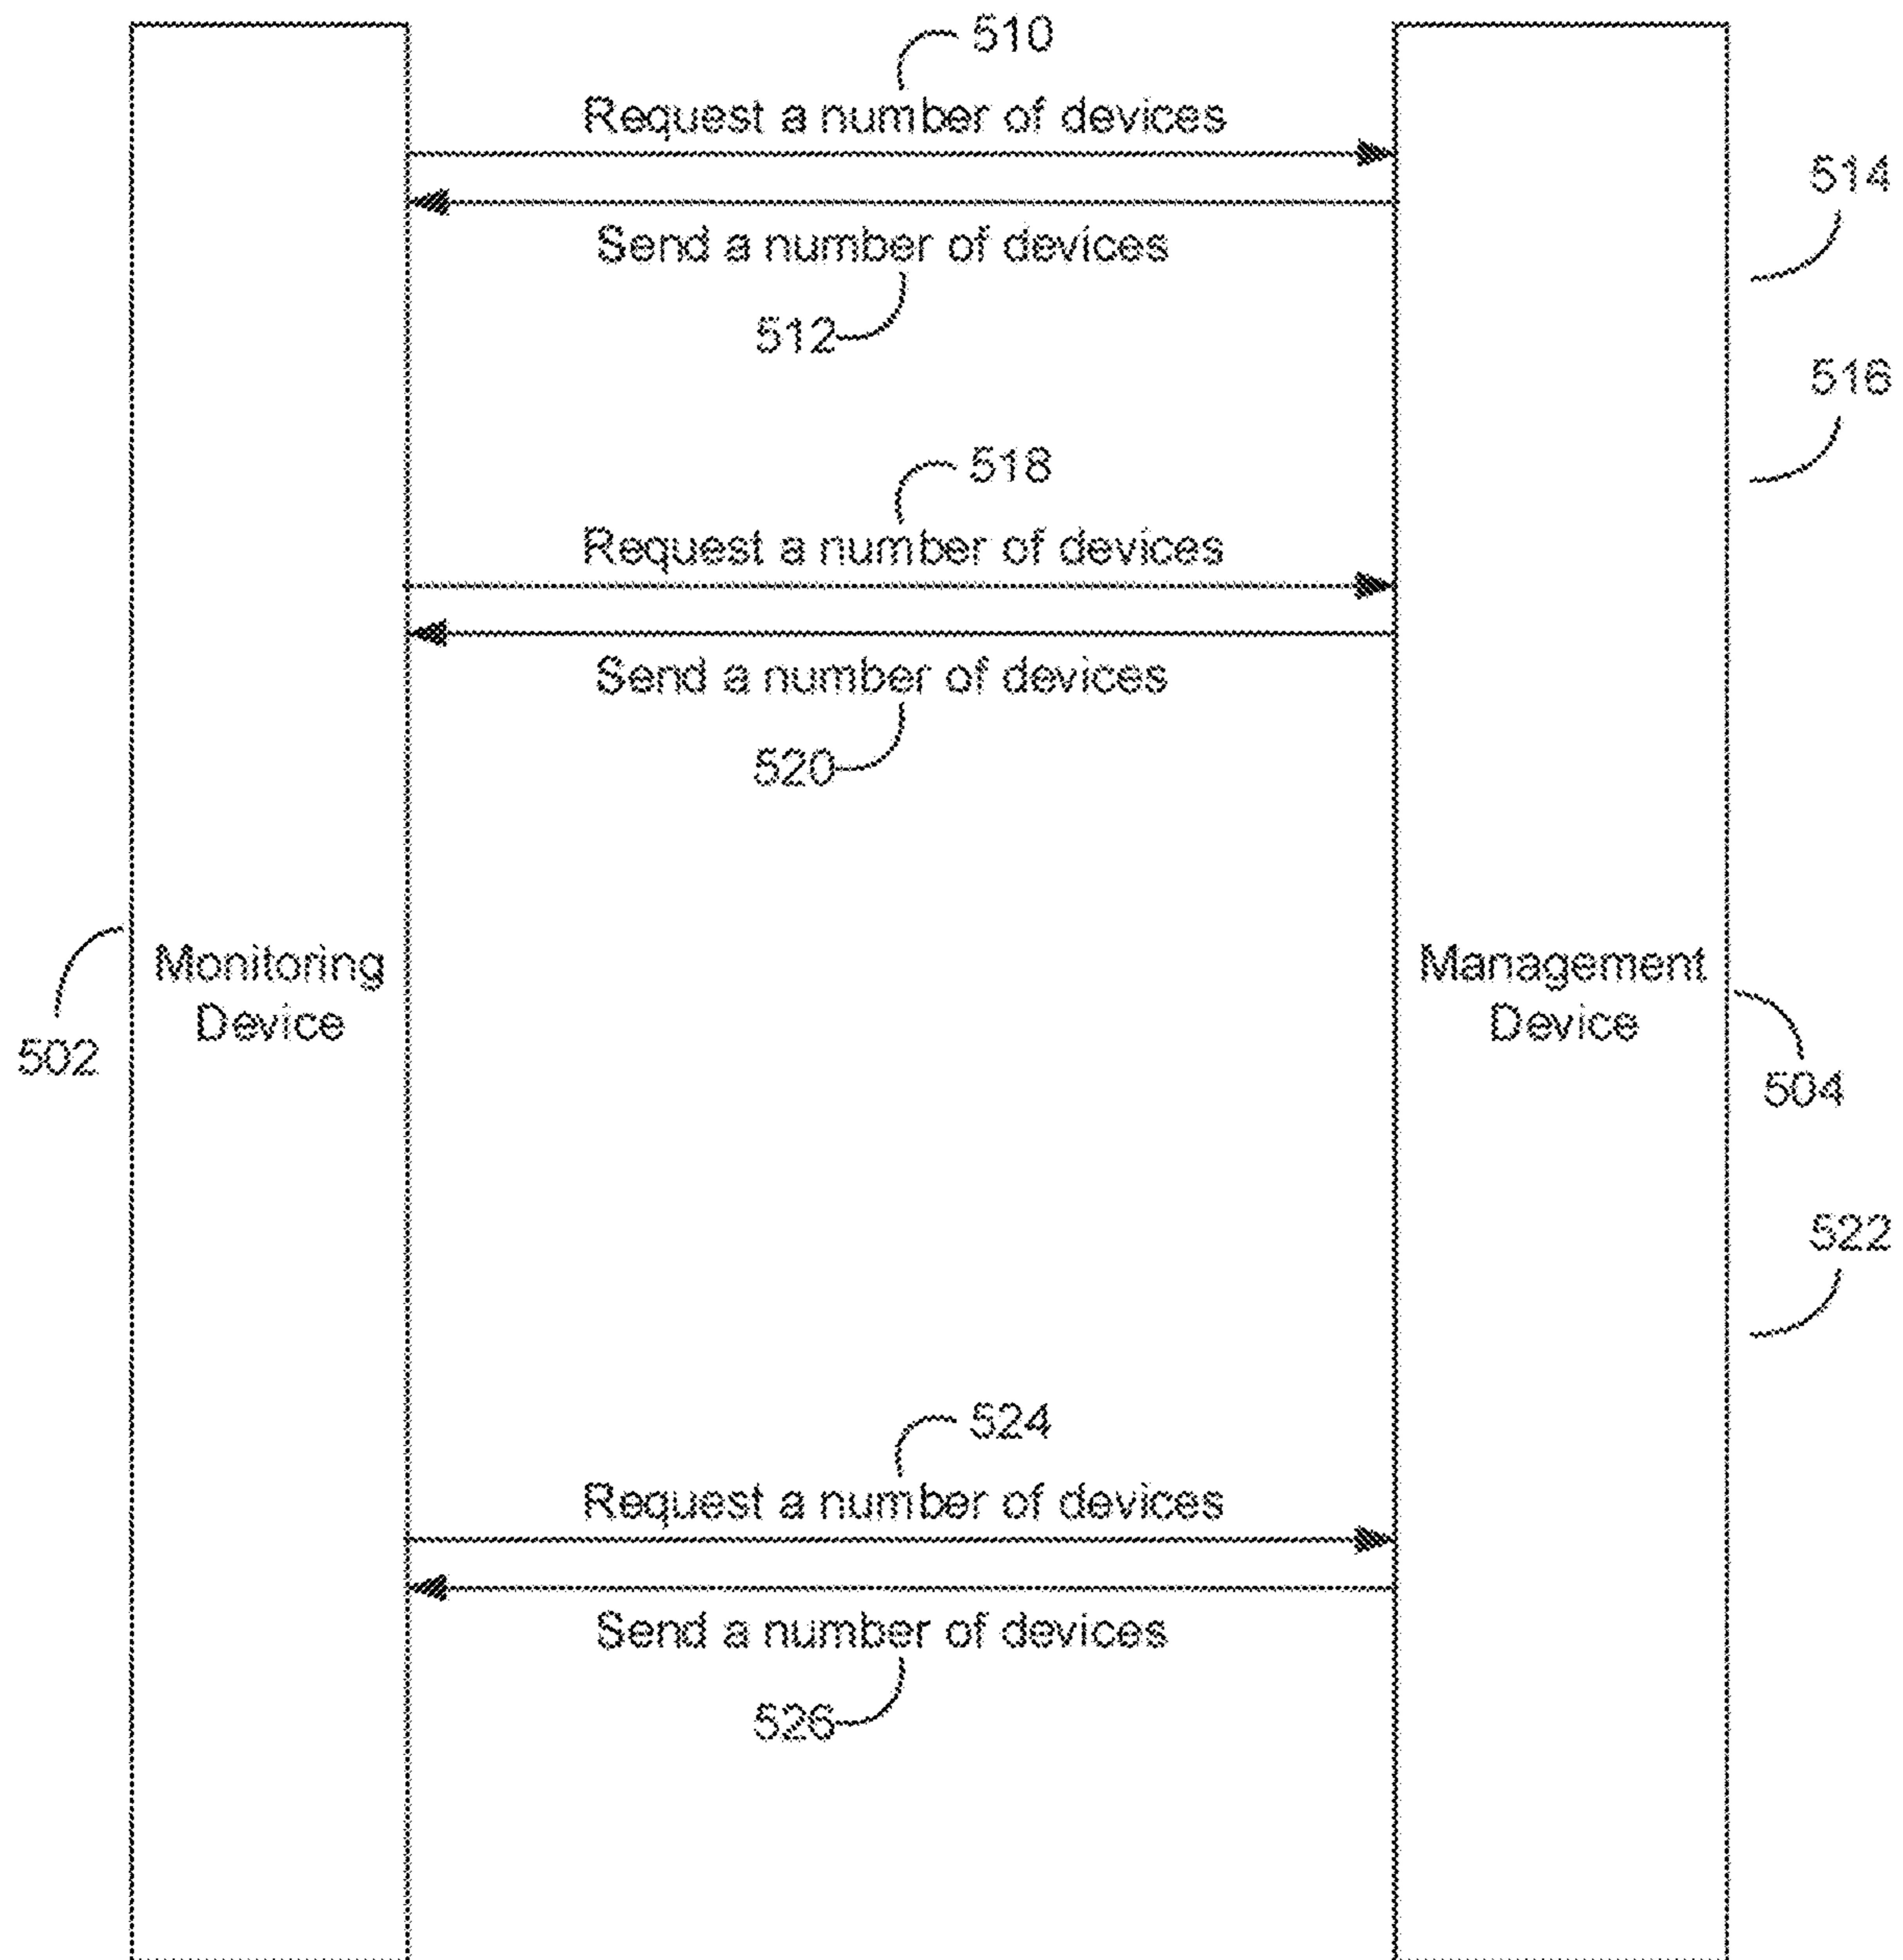 510
Request a number of devices
514
Send a number of devices
512
516
518
Request a number of devices
Send a number of devices
520
Monitoring
Device
502
Management
Device
504
522
524
Request a number of devices
Send a number of devices
526